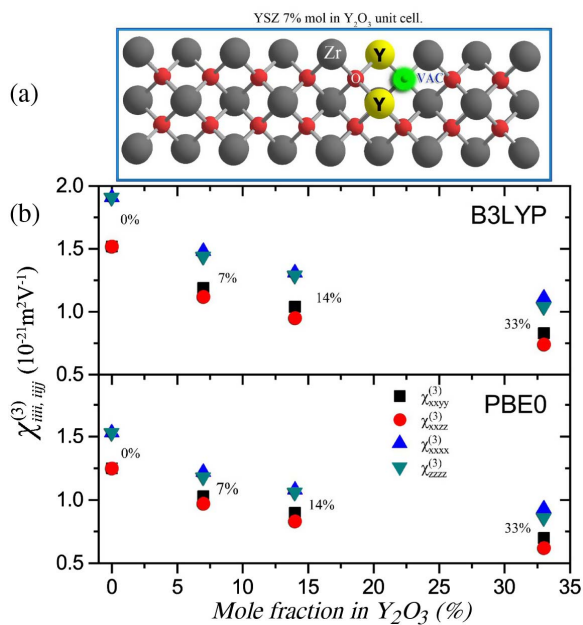 YSZ 7% mol in Y₂O₃ unit cell.
(a)
Zr
Y
O
VAC
Y
(b)
2.0
B3LYP
0%
1.5
7%
14%
1.0
33%
0.5
χ⁽³⁾iiii, iijj (10⁻²¹m²V⁻¹)
PBE0
χ⁽³⁾xxyy
χ⁽³⁾xxzz
χ⁽³⁾xxxx
χ⁽³⁾zzzz
1.5
0%
7%
14%
1.0
33%
0.5
0 5 10 15 20 25 30 35
Mole fraction in Y₂O₃ (%)